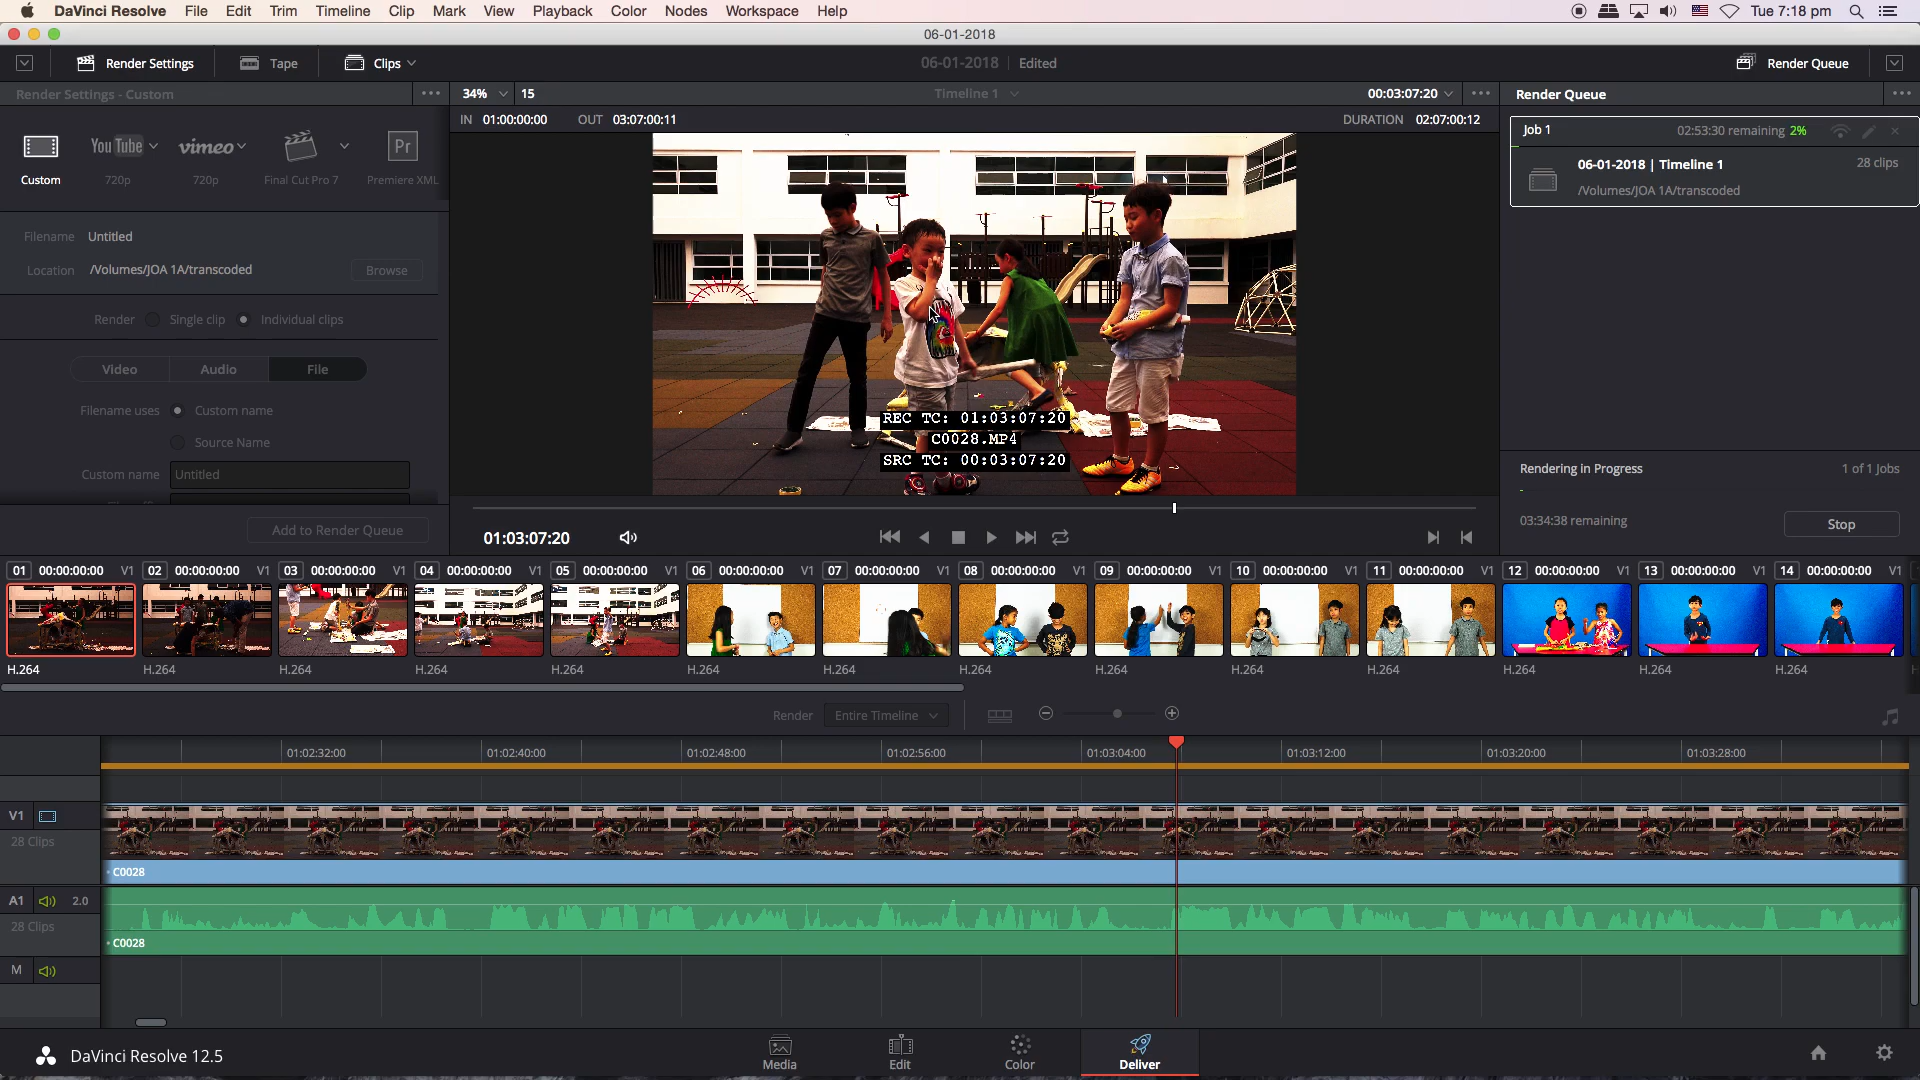 DaVinci Resolve File Edit Trim Timeline Clip Mark View Playback Color Nodes Workspace Help Tue 7:18 pm
06-01-2018
Render Settings Tape Clips 06-01-2018 Edited Render Queue
Render Settings - Custom 34% 15 Timeline 1 00:03:07:20 Render Queue
IN 01:00:00:00 OUT 03:07:00:11 DURATION 02:07:00:12
Job 1 02:53:30 remaining 2%
06-01-2018 | Timeline 1 28 clips
/Volumes/JOA 1A/transcoded
YouTube vimeo Pr
Custom 720p 720p Final Cut Pro 7 Premiere XML
Filename Untitled
Location /Volumes/JOA 1A/transcoded Browse
Render Single clip Individual clips
Video Audio File
Filename uses Custom name
Source Name
Custom name Untitled
Add to Render Queue
REC TC: 01:03:07:20
C0028.MP4
SRC TC: 00:03:07:20
Rendering in Progress 1 of 1 Jobs
03:34:38 remaining Stop
01:03:07:20
01 00:00:00:00 V1 02 00:00:00:00 V1 03 00:00:00:00 V1 04 00:00:00:00 V1 05 00:00:00:00 V1 06 00:00:00:00 V1 07 00:00:00:00 V1 08 00:00:00:00 V1 09 00:00:00:00 V1 10 00:00:00:00 V1 11 00:00:00:00 V1 12 00:00:00:00 V1 13 00:00:00:00 V1 14 00:00:00:00 V1
H.264 H.264 H.264 H.264 H.264 H.264 H.264 H.264 H.264 H.264 H.264 H.264 H.264 H.264
Render Entire Timeline
01:02:32:00 01:02:40:00 01:02:48:00 01:02:56:00 01:03:04:00 01:03:12:00 01:03:20:00 01:03:28:00
V1
28 Clips
C0028
A1 2.0
28 Clips
C0028
M
DaVinci Resolve 12.5 Media Edit Color Deliver